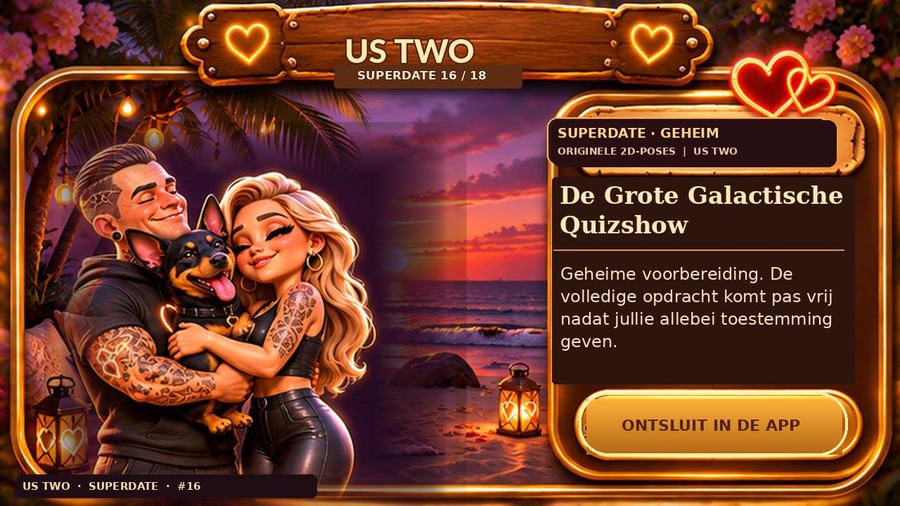 US TWO
SUPERDATE 16 / 18
SUPERDATE · GEHEIM
ORIGINELE 2D-POSES | US TWO
De Grote Galactische
Quizshow
Geheime voorbereiding. De
volledige opdracht komt pas vrij
nadat jullie allebei toestemming
geven.
ONTSLUIT IN DE APP
US TWO · SUPERDATE · #16